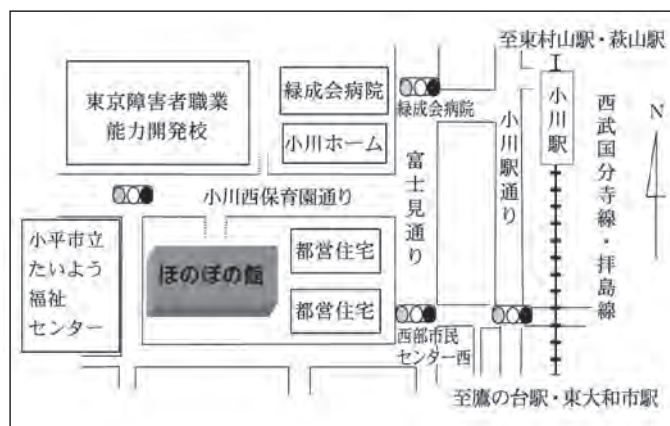 至東村山駅・萩山駅
東京障害者職業
能力開発校
緑成会病院
小川ホーム
緑成会病院
小川駅
西武国分寺線・拝島線
N
小川駅通り
富士見通り
小川西保育園通り
小平市立
たいよう
福祉
センター
ほのぼの館
都営住宅
都営住宅
西部市民
センター西
至鷹の台駅・東大和市駅